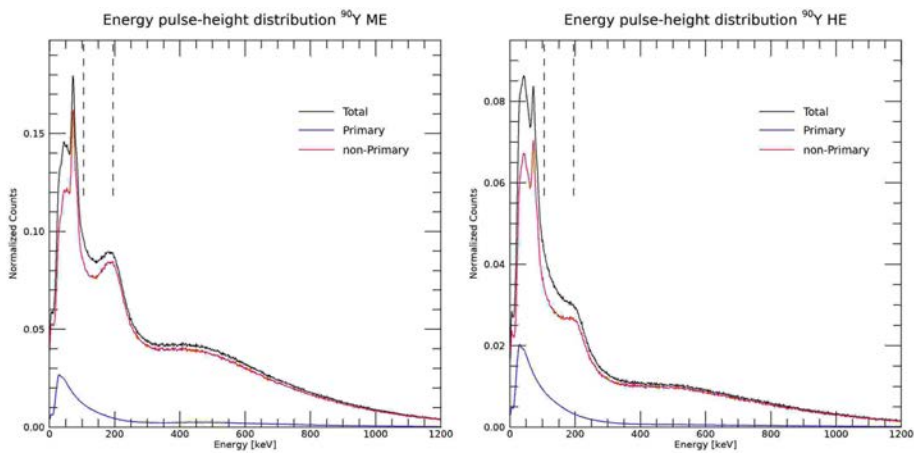 Energy pulse-height distribution ⁹⁰Y ME
Normalized Counts
0.15
0.10
0.05
0.00
Total
Primary
non-Primary
0 200 400 600 800 1000 1200
Energy [keV]
Energy pulse-height distribution ⁹⁰Y HE
Normalized Counts
0.08
0.06
0.04
0.02
0.00
Total
Primary
non-Primary
0 200 400 600 800 1000 1200
Energy [keV]